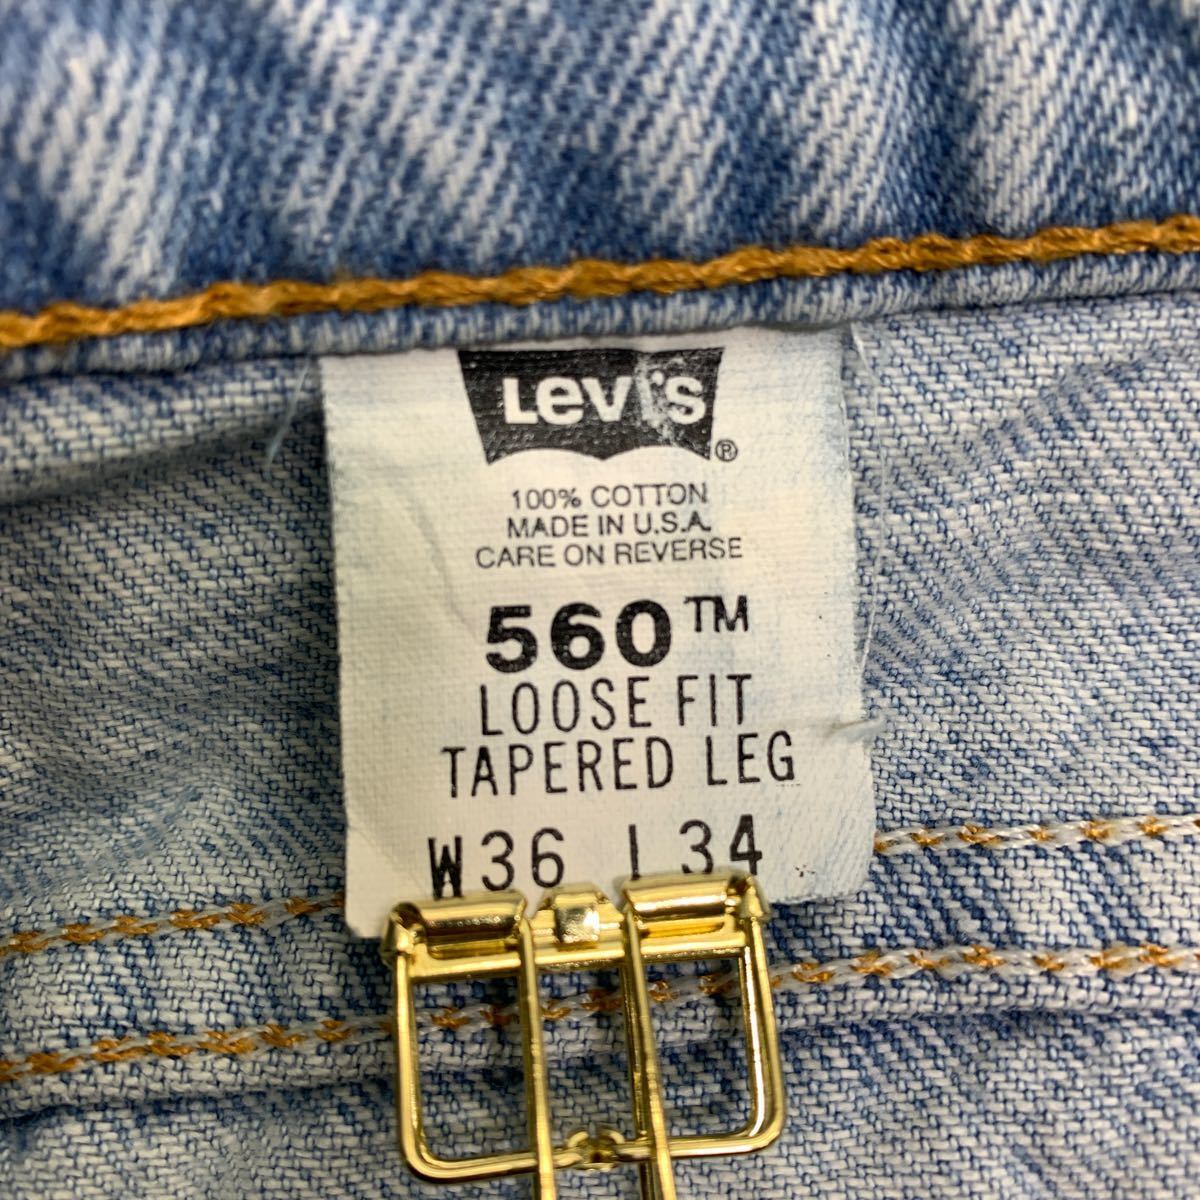 Levi's
®
100% COTTON
MADE IN U.S.A.
CARE ON REVERSE
560™
LOOSE FIT
TAPERED LEG
W36 L34